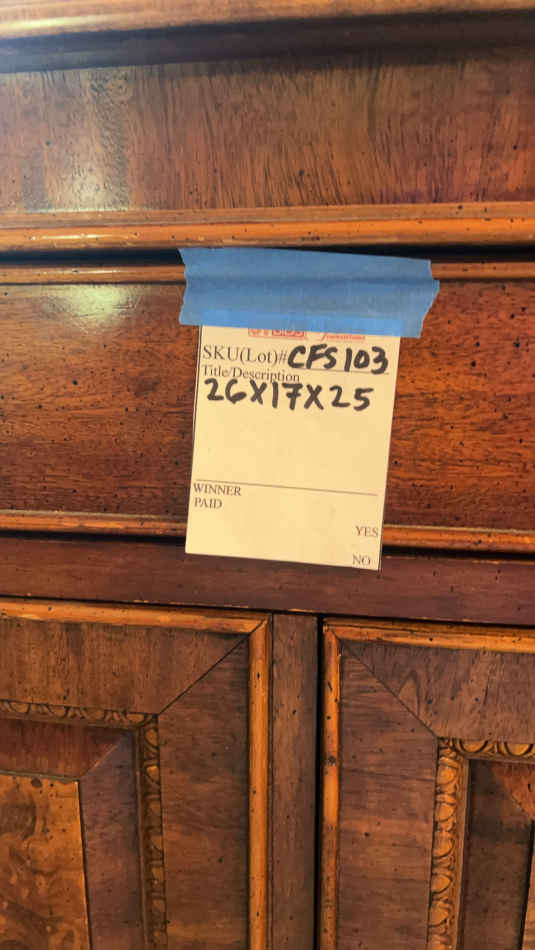 SKU(Lot)# CFS103
Title/Description
26X17X25
WINNER
PAID
YES
NO